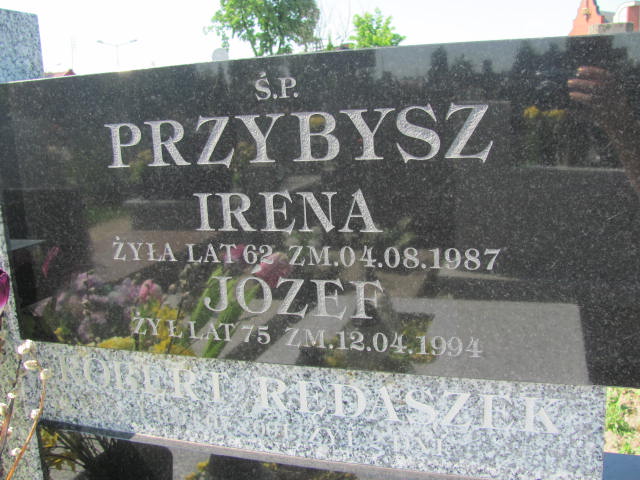 Ś.P.
PRZYBYSZ
IRENA
ŻYŁA LAT 62 ZM.04.08.1987
JÓZEF
ŻYŁ LAT 75 ZM.12.04.1994
ROBERT REDASZEK